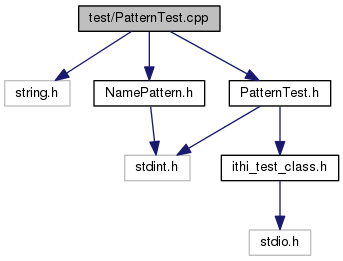 test/PatternTest.cpp
string.h
NamePattern.h
PatternTest.h
stdint.h
ithi_test_class.h
stdio.h